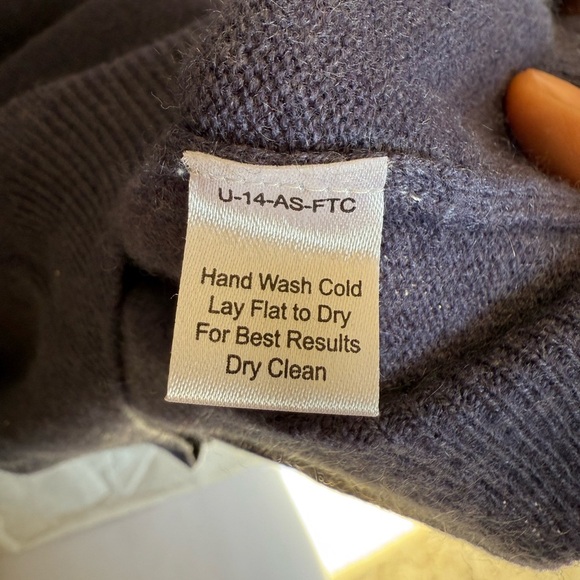 U-14-AS-FTC
Hand Wash Cold
Lay Flat to Dry
For Best Results
Dry Clean